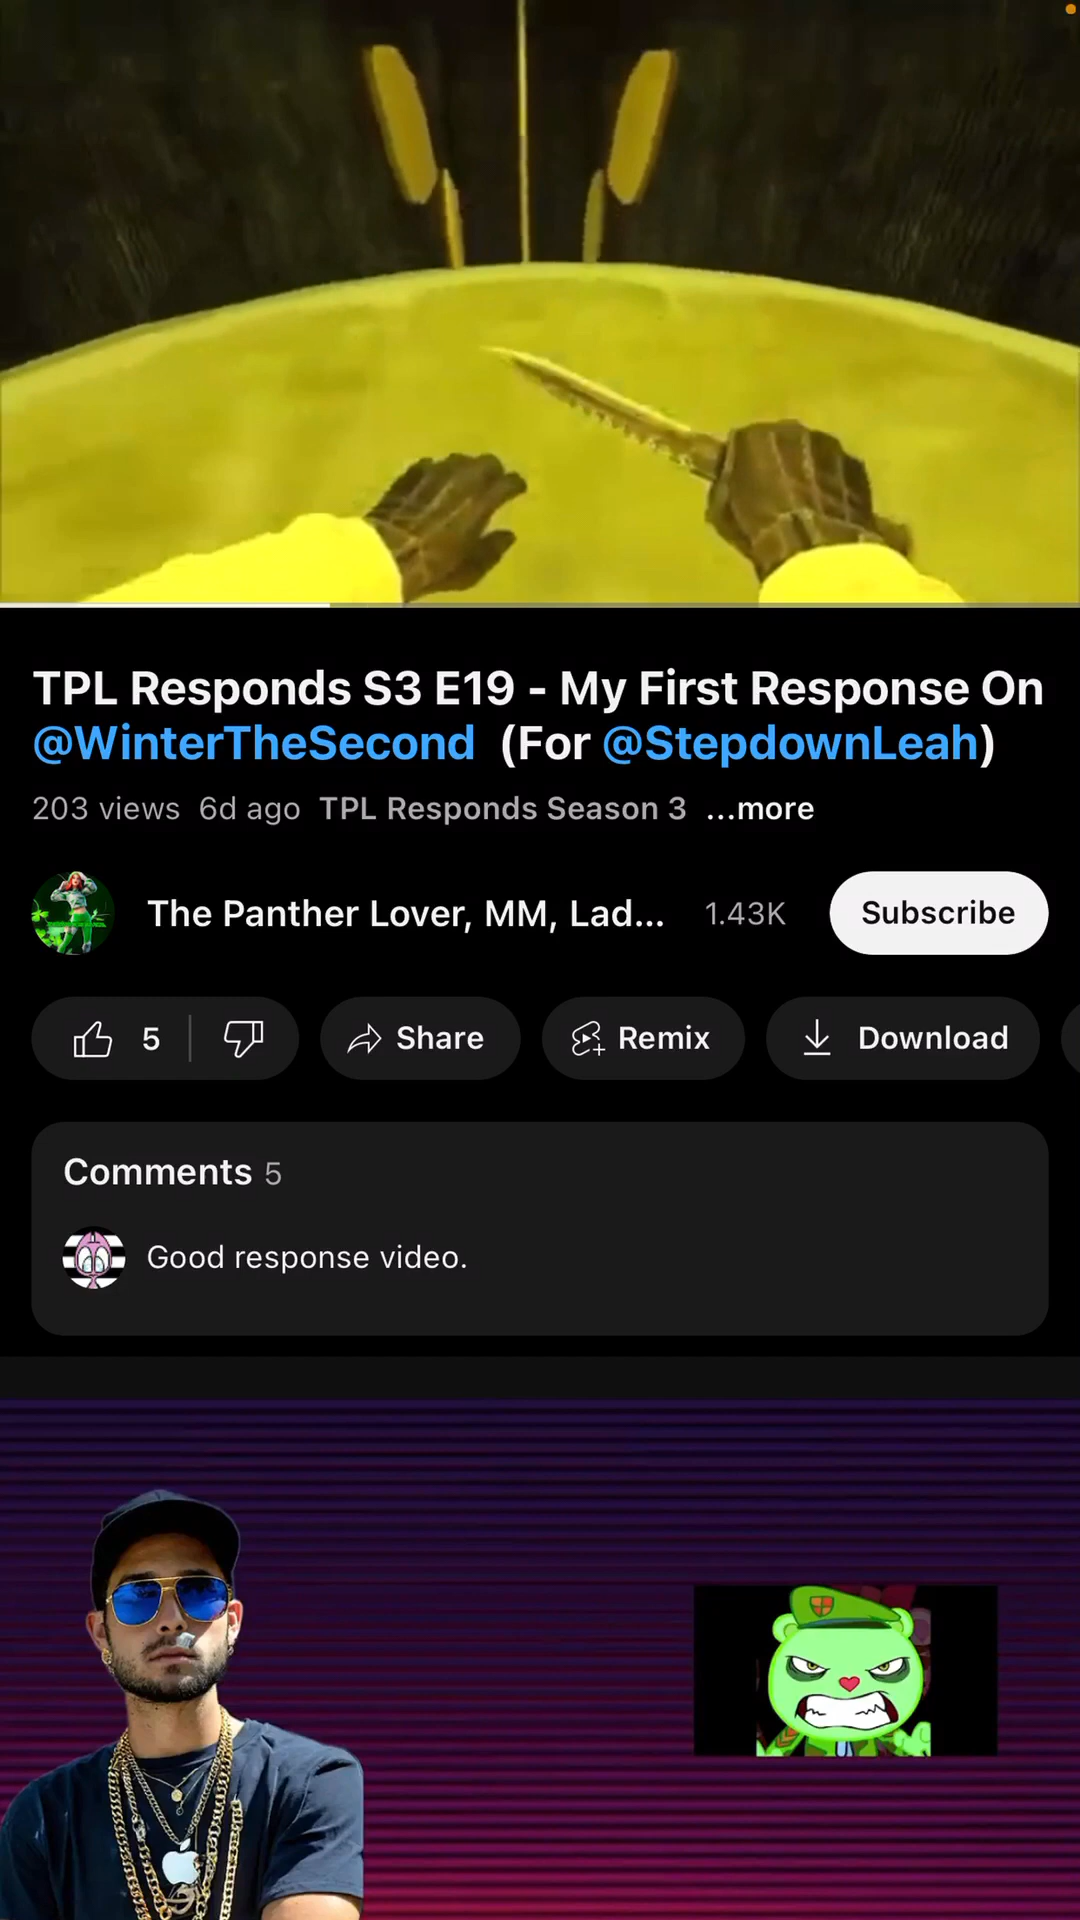 TPL Responds S3 E19 - My First Response On
@WinterTheSecond (For @StepdownLeah)
203 views 6d ago TPL Responds Season 3 ...more
The Panther Lover, MM, Lad... 1.43K Subscribe
5 Share Remix Download
Comments 5
Good response video.